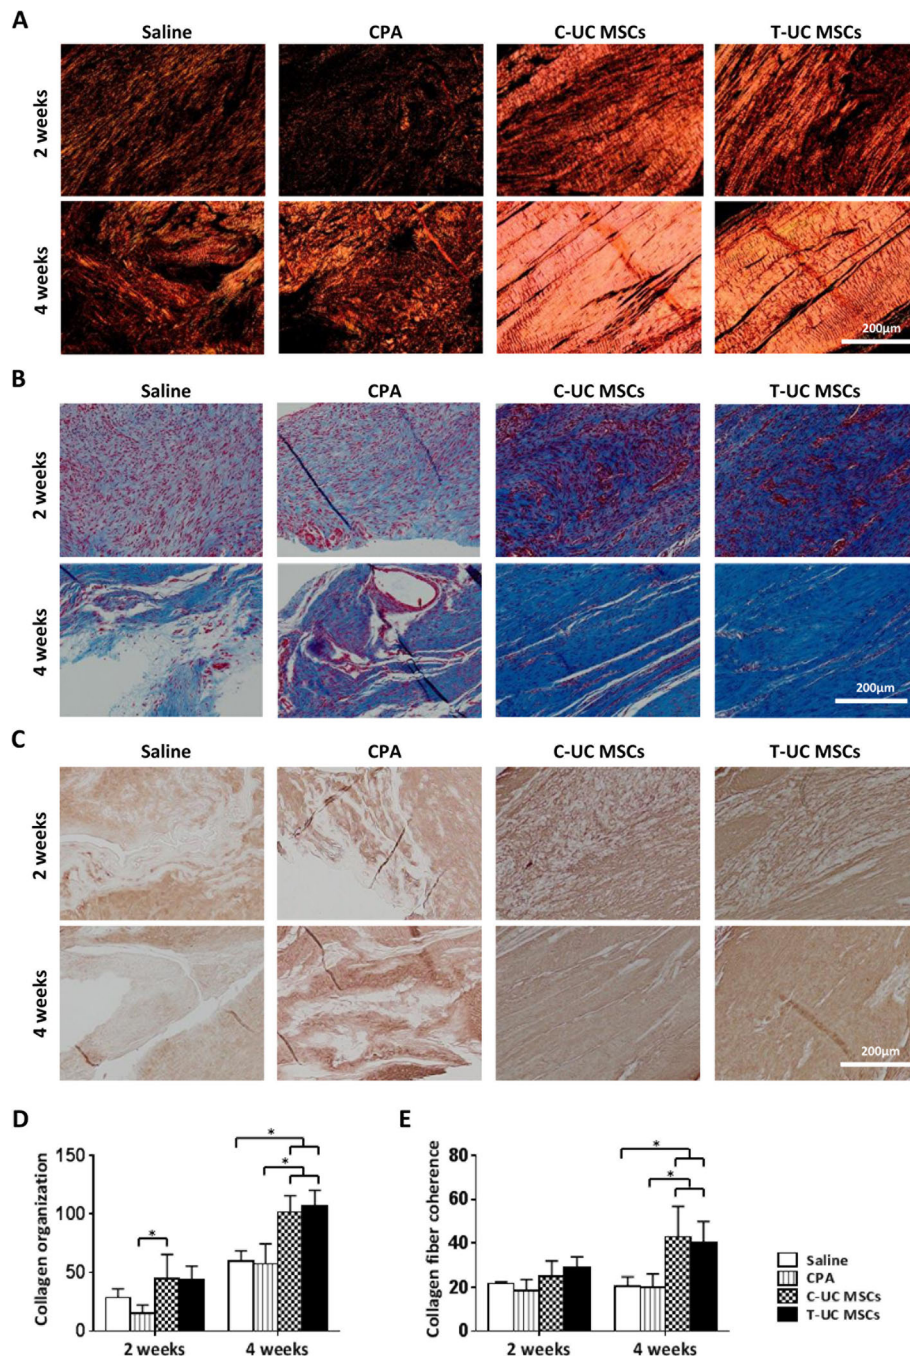 A
Saline CPA C-UC MSCs T-UC MSCs
2 weeks
4 weeks
200μm
B
Saline CPA C-UC MSCs T-UC MSCs
2 weeks
4 weeks
200μm
C
Saline CPA C-UC MSCs T-UC MSCs
2 weeks
4 weeks
200μm
D
Collagen organization
150
100
50
0
*
*
*
2 weeks 4 weeks
E
Collagen fiber coherence
80
60
40
20
0
*
*
2 weeks 4 weeks
Saline
CPA
C-UC MSCs
T-UC MSCs